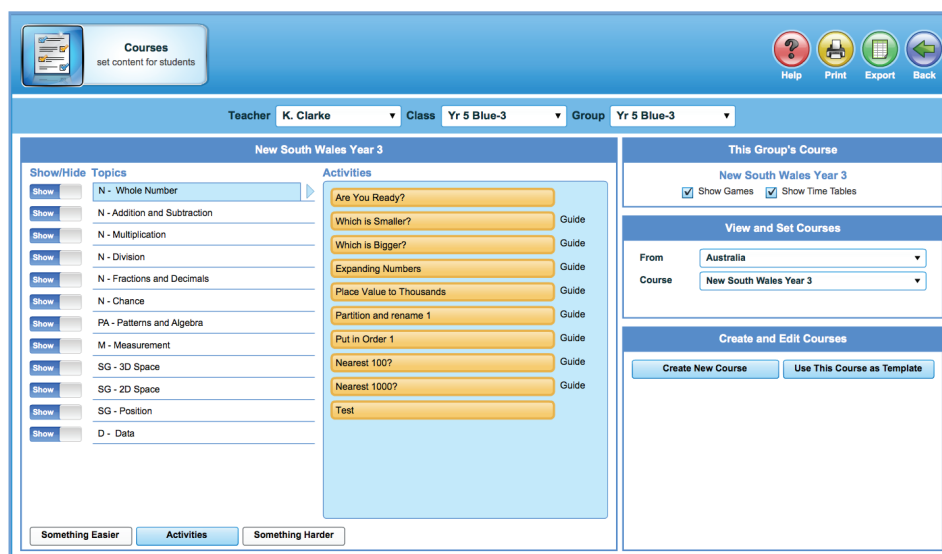 Courses
set content for students
Help Print Export Back
Teacher K. Clarke Class Yr 5 Blue-3 Group Yr 5 Blue-3
New South Wales Year 3
Show/Hide Topics
Show N - Whole Number
Show N - Addition and Subtraction
Show N - Multiplication
Show N - Division
Show N - Fractions and Decimals
Show N - Chance
Show PA - Patterns and Algebra
Show M - Measurement
Show SG - 3D Space
Show SG - 2D Space
Show SG - Position
Show D - Data
Activities
Are You Ready?
Which is Smaller? Guide
Which is Bigger? Guide
Expanding Numbers Guide
Place Value to Thousands Guide
Partition and rename 1 Guide
Put in Order 1 Guide
Nearest 100? Guide
Nearest 1000? Guide
Test
Something Easier Activities Something Harder
This Group's Course
New South Wales Year 3
Show Games Show Time Tables
View and Set Courses
From Australia
Course New South Wales Year 3
Create and Edit Courses
Create New Course Use This Course as Template